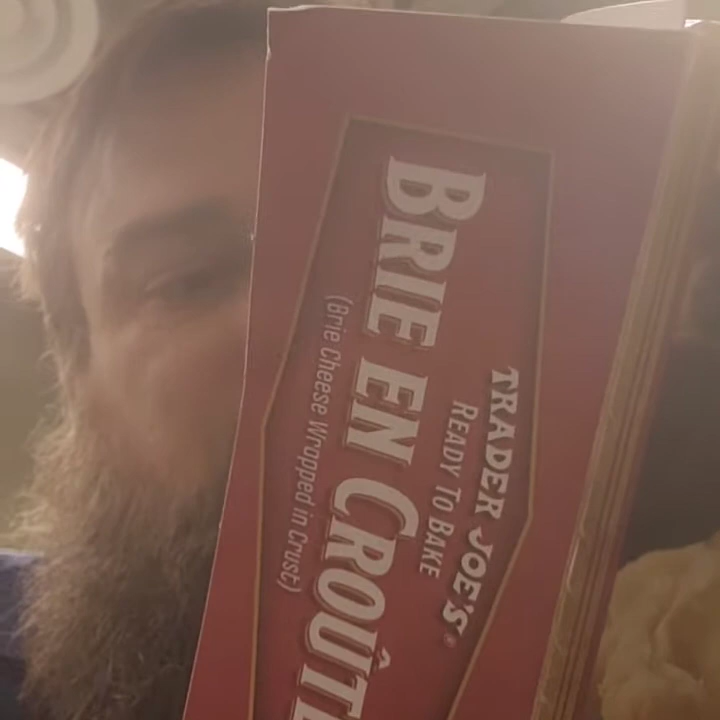 TRADER JOE'S®
READY TO BAKE
BRIE EN CROÛTE
(Brie Cheese Wrapped in Crust)